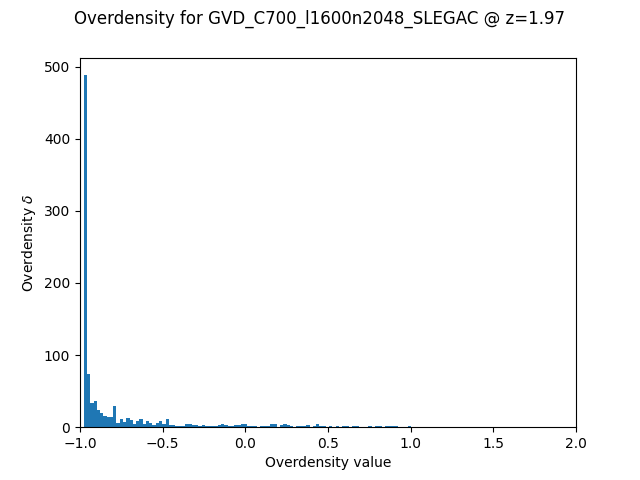 Overdensity for GVD_C700_l1600n2048_SLEGAC @ z=1.97
500
400
300
200
100
0
Overdensity δ
−1.0 −0.5 0.0 0.5 1.0 1.5 2.0
Overdensity value